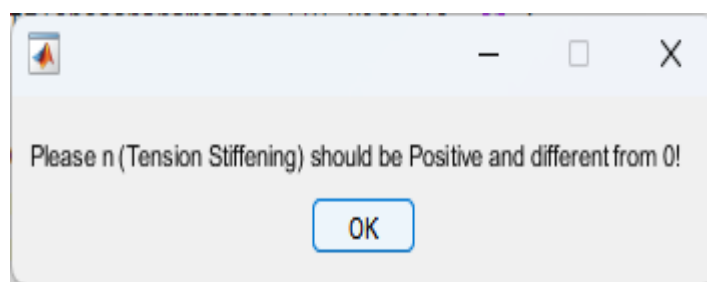 Please n (Tension Stiffening) should be Positive and different from 0!
OK